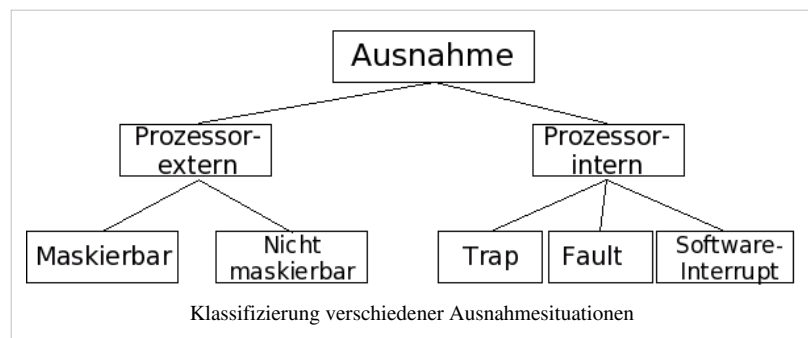 Ausnahme
Prozessor-
extern
Prozessor-
intern
Maskierbar
Nicht
maskierbar
Trap
Fault
Software-
Interrupt
Klassifizierung verschiedener Ausnahmesituationen